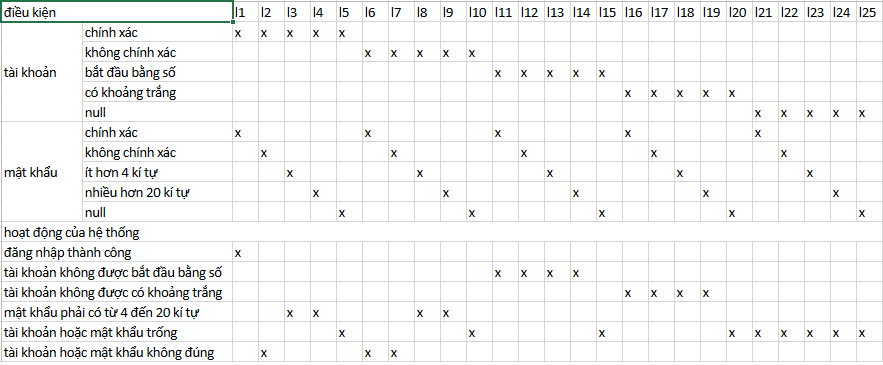 điều kiện l1 l2 l3 l4 l5 l6 l7 l8 l9 l10 l11 l12 l13 l14 l15 l16 l17 l18 l19 l20 l21 l22 l23 l24 l25
tài khoản
chính xác x x x x x
không chính xác x x x x x
bắt đầu bằng số x x x x x
có khoảng trắng x x x x x
null x x x x x
mật khẩu
chính xác x x x x x
không chính xác x x x x x
ít hơn 4 kí tự x x x x x
nhiều hơn 20 kí tự x x x x x
null x x x x x
hoạt động của hệ thống
đăng nhập thành công x
tài khoản không được bắt đầu bằng số x x x x
tài khoản không được có khoảng trắng x x x x
mật khẩu phải có từ 4 đến 20 kí tự x x x x
tài khoản hoặc mật khẩu trống x x x x x x x x x
tài khoản hoặc mật khẩu không đúng x x x